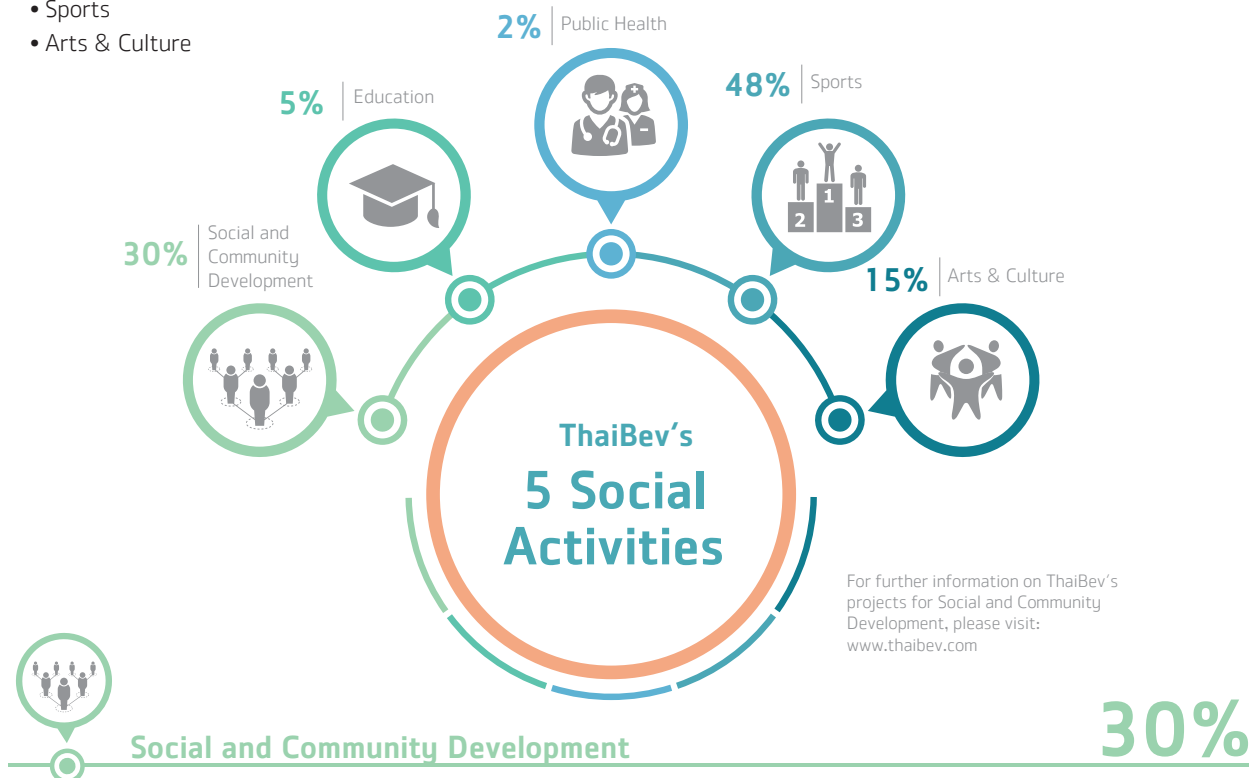 • Sports
• Arts & Culture
2%
Public Health
48%
Sports
5%
Education
30%
Social and
Community
Development
15%
Arts & Culture
1
2
3
ThaiBev's
5 Social
Activities
For further information on ThaiBev's
projects for Social and Community
Development, please visit:
www.thaibev.com
Social and Community Development
30%